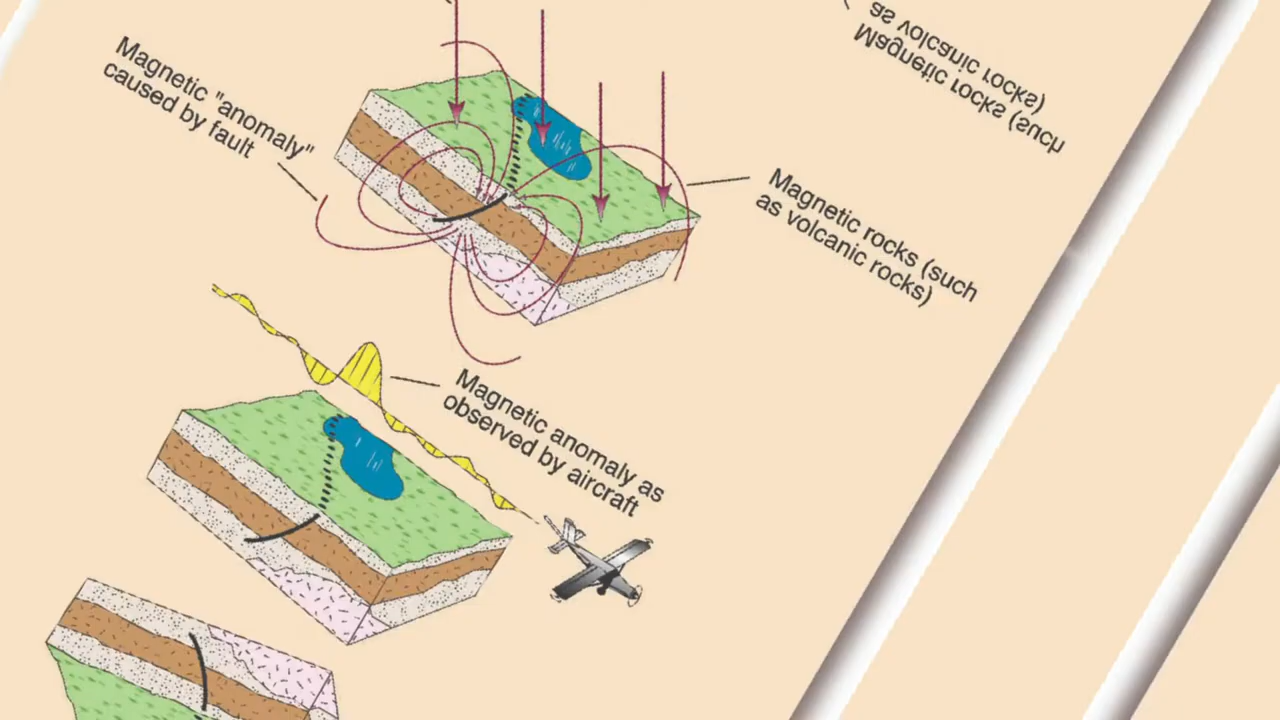 as volcanic rocks)
Magnetic rocks (such
Magnetic "anomaly"
caused by fault
Magnetic rocks (such
as volcanic rocks)
Magnetic anomaly as
observed by aircraft